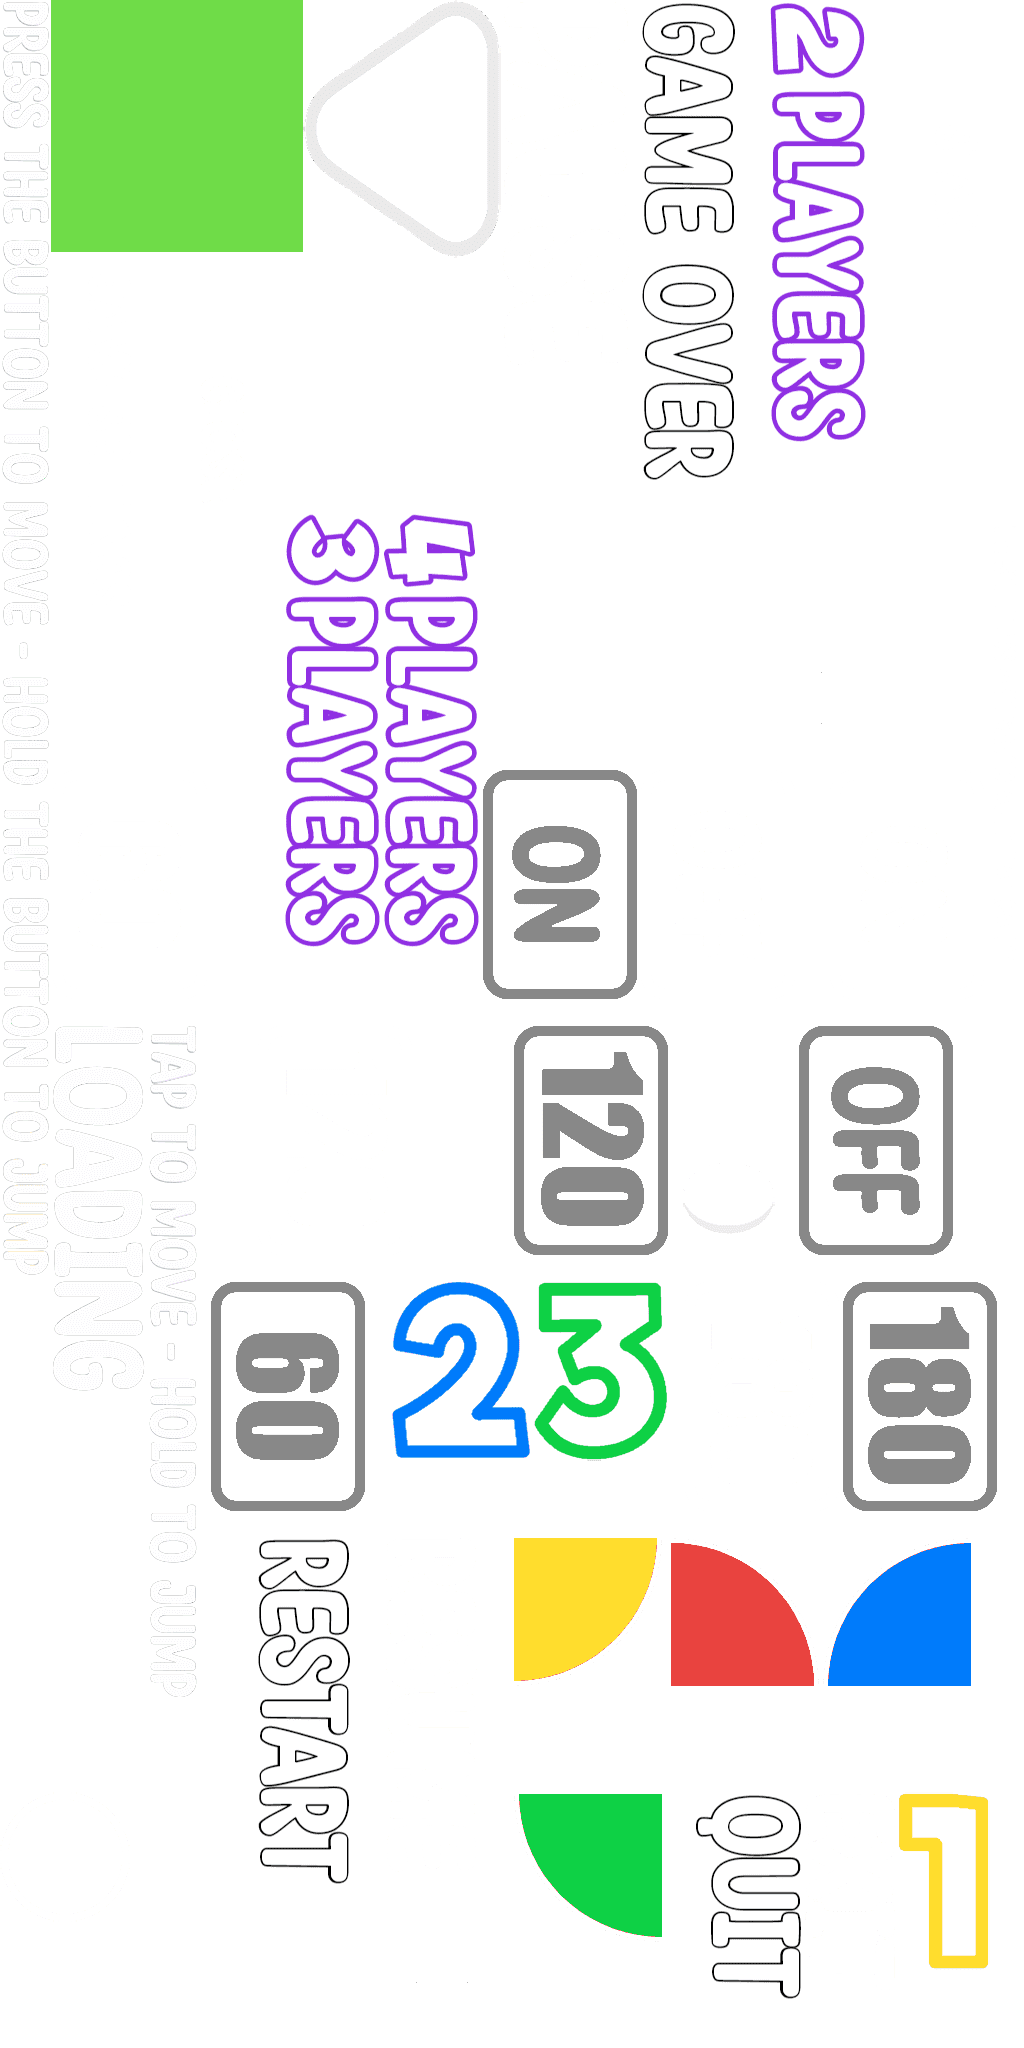 PRESS THE BUTTON TO MOVE - HOLD THE BUTTON TO JUMP
GAME OVER
2 PLAYERS
3 PLAYERS
4 PLAYERS
ON
LOADING
TAP TO MOVE - HOLD TO JUMP
120
OFF
60
2
3
180
RESTART
QUIT
1